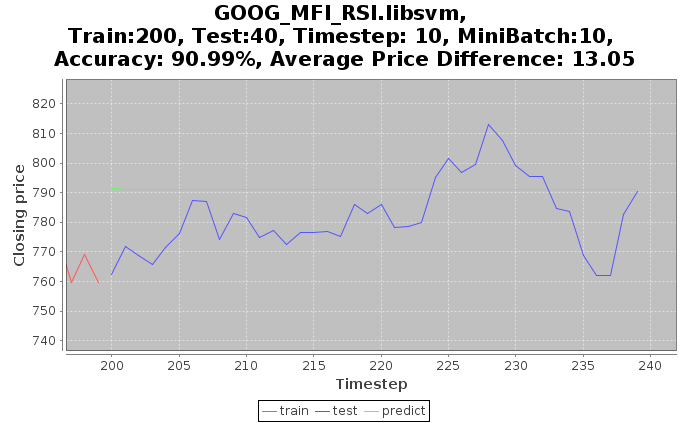 GOOG_MFI_RSI.libsvm,
Train:200, Test:40, Timestep: 10, MiniBatch:10,
Accuracy: 90.99%, Average Price Difference: 13.05
Closing price
820
810
800
790
780
770
760
750
740
200 205 210 215 220 225 230 235 240
Timestep
train test predict